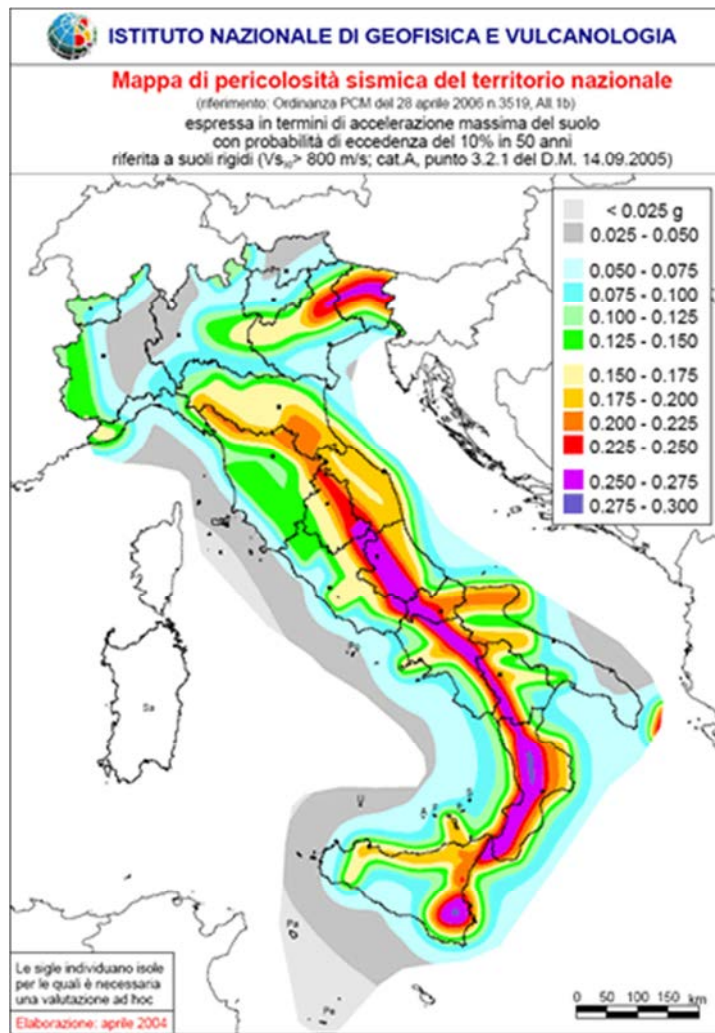 ISTITUTO NAZIONALE DI GEOFISICA E VULCANOLOGIA
Mappa di pericolosità sismica del territorio nazionale
(riferimento: Ordinanza PCM del 28 aprile 2006 n.3519, All.1b)
espressa in termini di accelerazione massima del suolo
con probabilità di eccedenza del 10% in 50 anni
riferita a suoli rigidi (Vs₃₀> 800 m/s; cat.A, punto 3.2.1 del D.M. 14.09.2005)
< 0.025 g
0.025 - 0.050
0.050 - 0.075
0.075 - 0.100
0.100 - 0.125
0.125 - 0.150
0.150 - 0.175
0.175 - 0.200
0.200 - 0.225
0.225 - 0.250
0.250 - 0.275
0.275 - 0.300
Sa
U
Pa
Pe
Le sigle individuano isole
per le quali è necessaria
una valutazione ad hoc
Elaborazione: aprile 2004
0 50 100 150
km